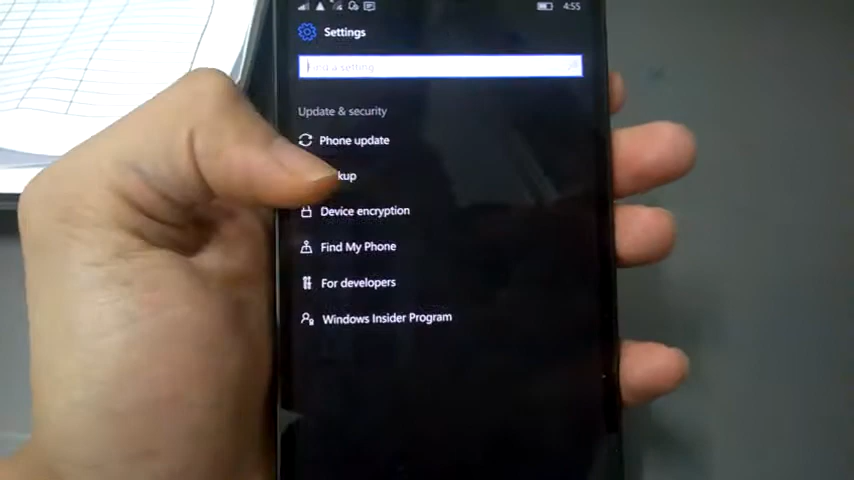 4:55
Settings
Find a setting
Update & security
Phone update
kup
Device encryption
Find My Phone
For developers
Windows Insider Program